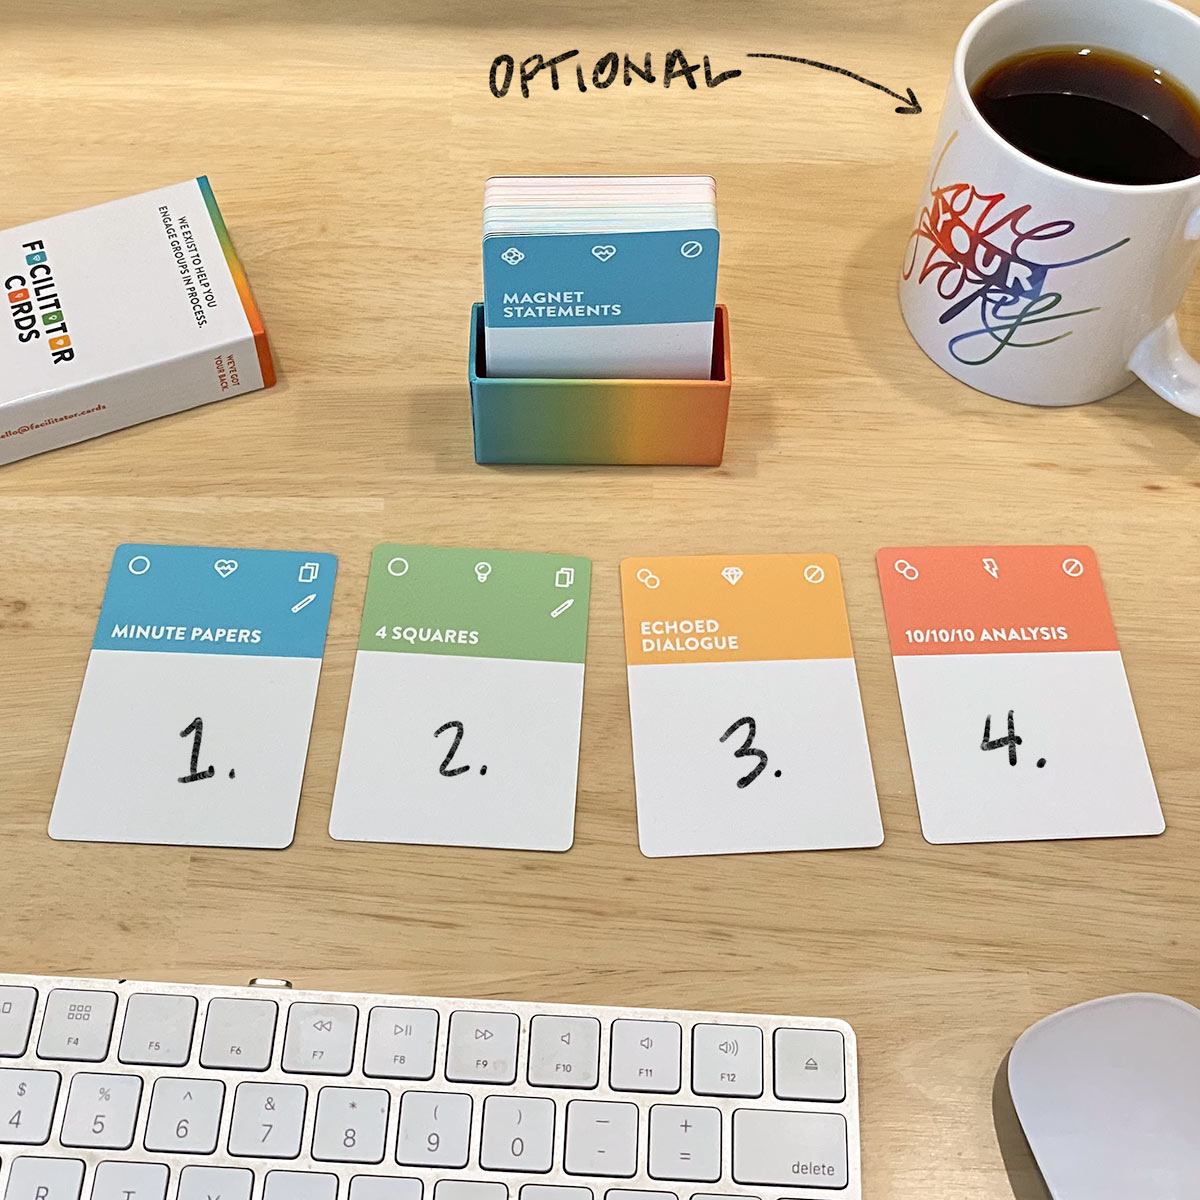 OPTIONAL
FACILITATOR
CARDS
WE EXIST TO HELP YOU
ENGAGE GROUPS IN PROCESS.
WE'VE GOT
YOUR BACK.
hello@facilitator.cards
MAGNET
STATEMENTS
LOVE
YOUR
MINUTE PAPERS
1.
4 SQUARES
2.
ECHOED
DIALOGUE
3.
10/10/10 ANALYSIS
4.
F4
F5
F6
F7
F8
F9
F10
F11
F12
$
4
%
5
^
6
&
7
*
8
(
9
)
0
—
-
+
=
delete
R
T
Y